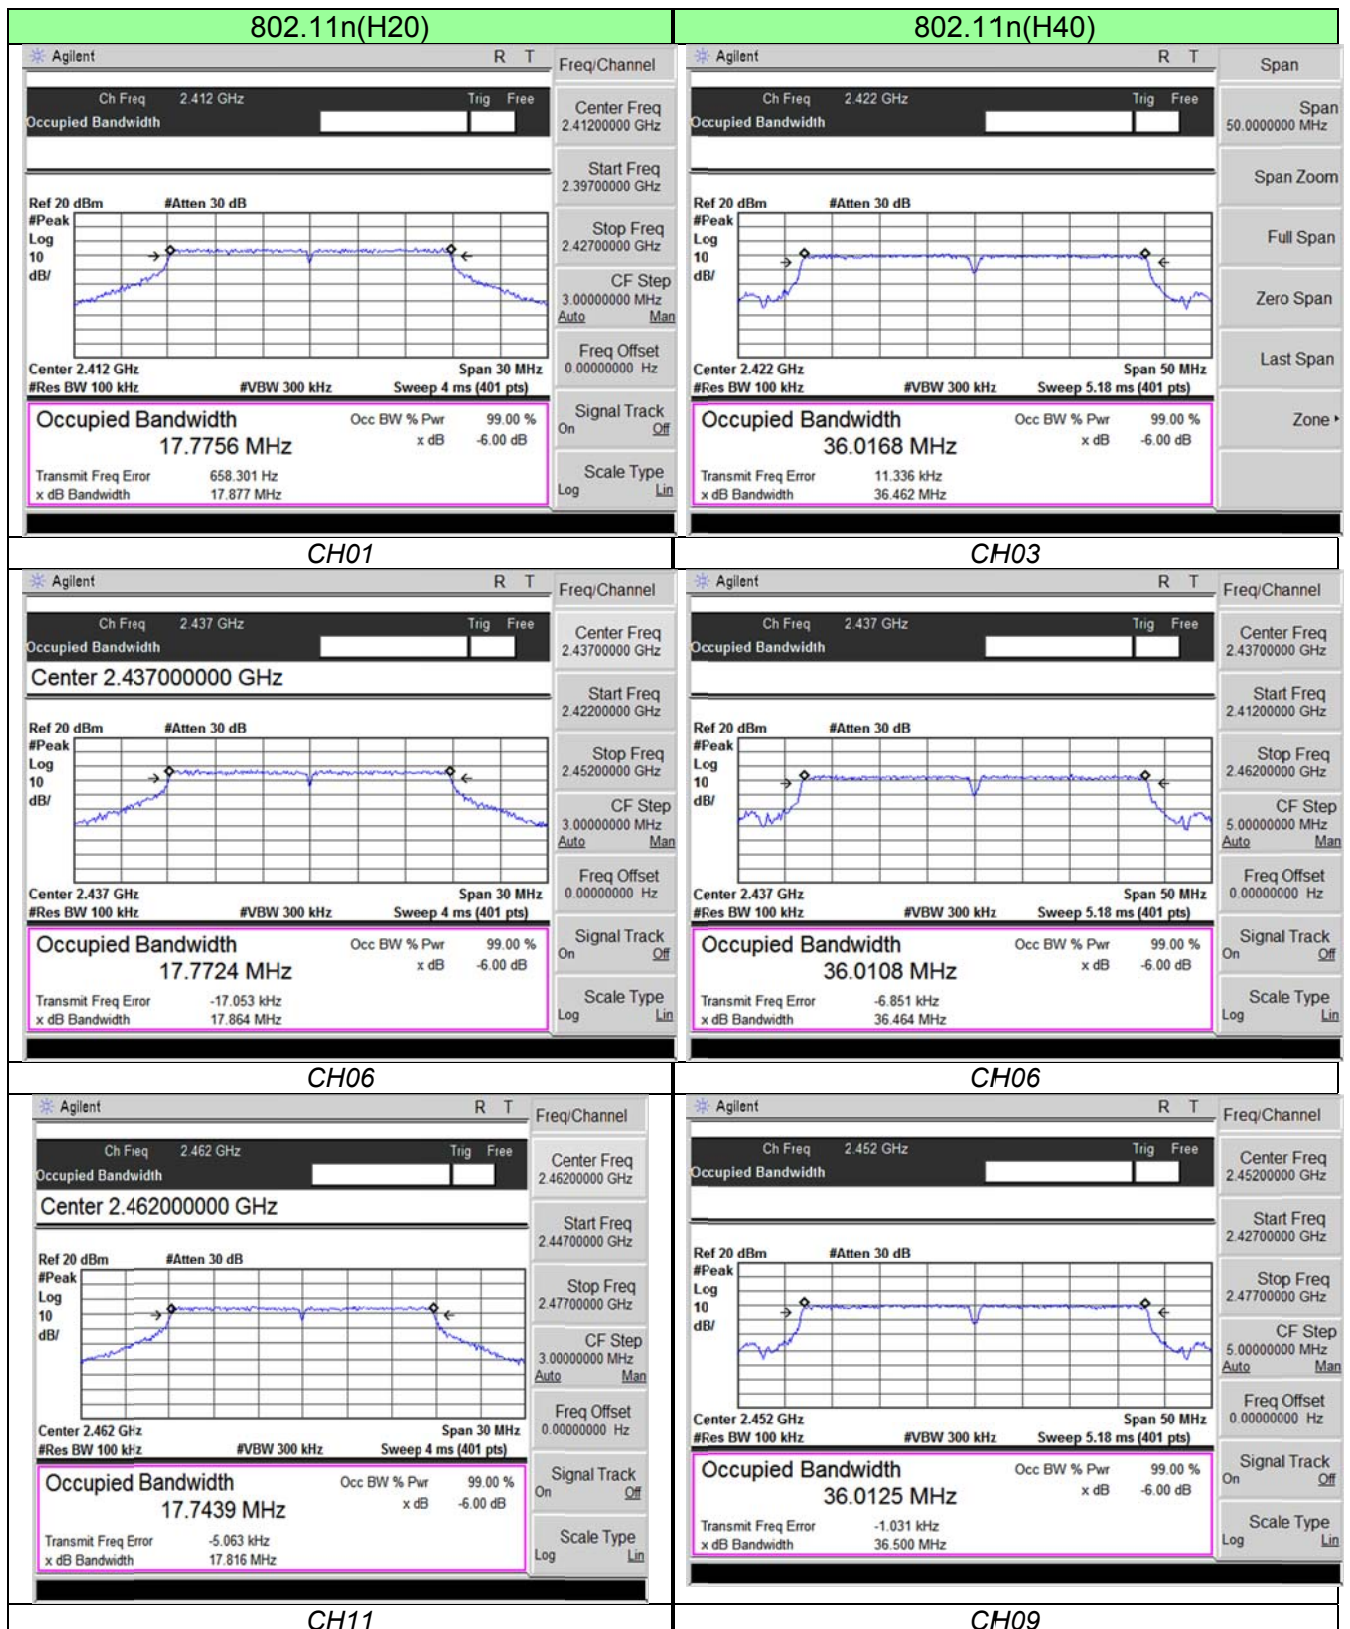 802.11n(H20)
802.11n(H40)
Agilent
R T
Freq/Channel
Ch Freq 2.412 GHz
Trig Free
Occupied Bandwidth
Center Freq
2.41200000 GHz
Start Freq
2.39700000 GHz
Stop Freq
2.42700000 GHz
CF Step
3.00000000 MHz
Auto Man
Freq Offset
0.00000000 Hz
Signal Track
On Off
Scale Type
Log Lin
Ref 20 dBm #Atten 30 dB
#Peak
Log
10
dB/
Center 2.412 GHz Span 30 MHz
#Res BW 100 kHz #VBW 300 kHz Sweep 4 ms (401 pts)
Occupied Bandwidth Occ BW % Pwr 99.00 %
17.7756 MHz x dB -6.00 dB
Transmit Freq Error 658.301 Hz
x dB Bandwidth 17.877 MHz
Agilent
R T
Span
Ch Freq 2.422 GHz
Trig Free
Occupied Bandwidth
Span
50.0000000 MHz
Span Zoom
Full Span
Zero Span
Last Span
Zone
Ref 20 dBm #Atten 30 dB
#Peak
Log
10
dB/
Center 2.422 GHz Span 50 MHz
#Res BW 100 kHz #VBW 300 kHz Sweep 5.18 ms (401 pts)
Occupied Bandwidth Occ BW % Pwr 99.00 %
36.0168 MHz x dB -6.00 dB
Transmit Freq Error 11.336 kHz
x dB Bandwidth 36.462 MHz
CH01
CH03
Agilent
R T
Freq/Channel
Ch Freq 2.437 GHz
Trig Free
Occupied Bandwidth
Center 2.437000000 GHz
Center Freq
2.43700000 GHz
Start Freq
2.42200000 GHz
Stop Freq
2.45200000 GHz
CF Step
3.00000000 MHz
Auto Man
Freq Offset
0.00000000 Hz
Signal Track
On Off
Scale Type
Log Lin
Ref 20 dBm #Atten 30 dB
#Peak
Log
10
dB/
Center 2.437 GHz Span 30 MHz
#Res BW 100 kHz #VBW 300 kHz Sweep 4 ms (401 pts)
Occupied Bandwidth Occ BW % Pwr 99.00 %
17.7724 MHz x dB -6.00 dB
Transmit Freq Error -17.053 kHz
x dB Bandwidth 17.864 MHz
Agilent
R T
Freq/Channel
Ch Freq 2.437 GHz
Trig Free
Occupied Bandwidth
Center Freq
2.43700000 GHz
Start Freq
2.41200000 GHz
Stop Freq
2.46200000 GHz
CF Step
5.00000000 MHz
Auto Man
Freq Offset
0.00000000 Hz
Signal Track
On Off
Scale Type
Log Lin
Ref 20 dBm #Atten 30 dB
#Peak
Log
10
dB/
Center 2.437 GHz Span 50 MHz
#Res BW 100 kHz #VBW 300 kHz Sweep 5.18 ms (401 pts)
Occupied Bandwidth Occ BW % Pwr 99.00 %
36.0108 MHz x dB -6.00 dB
Transmit Freq Error -6.851 kHz
x dB Bandwidth 36.464 MHz
CH06
CH06
Agilent
R T
Freq/Channel
Ch Freq 2.462 GHz
Trig Free
Occupied Bandwidth
Center 2.462000000 GHz
Center Freq
2.46200000 GHz
Start Freq
2.44700000 GHz
Stop Freq
2.47700000 GHz
CF Step
3.00000000 MHz
Auto Man
Freq Offset
0.00000000 Hz
Signal Track
On Off
Scale Type
Log Lin
Ref 20 dBm #Atten 30 dB
#Peak
Log
10
dB/
Center 2.462 GHz Span 30 MHz
#Res BW 100 kHz #VBW 300 kHz Sweep 4 ms (401 pts)
Occupied Bandwidth Occ BW % Pwr 99.00 %
17.7439 MHz x dB -6.00 dB
Transmit Freq Error -5.063 kHz
x dB Bandwidth 17.816 MHz
Agilent
R T
Freq/Channel
Ch Freq 2.452 GHz
Trig Free
Occupied Bandwidth
Center Freq
2.45200000 GHz
Start Freq
2.42700000 GHz
Stop Freq
2.47700000 GHz
CF Step
5.00000000 MHz
Auto Man
Freq Offset
0.00000000 Hz
Signal Track
On Off
Scale Type
Log Lin
Ref 20 dBm #Atten 30 dB
#Peak
Log
10
dB/
Center 2.452 GHz Span 50 MHz
#Res BW 100 kHz #VBW 300 kHz Sweep 5.18 ms (401 pts)
Occupied Bandwidth Occ BW % Pwr 99.00 %
36.0125 MHz x dB -6.00 dB
Transmit Freq Error -1.031 kHz
x dB Bandwidth 36.500 MHz
CH11
CH09